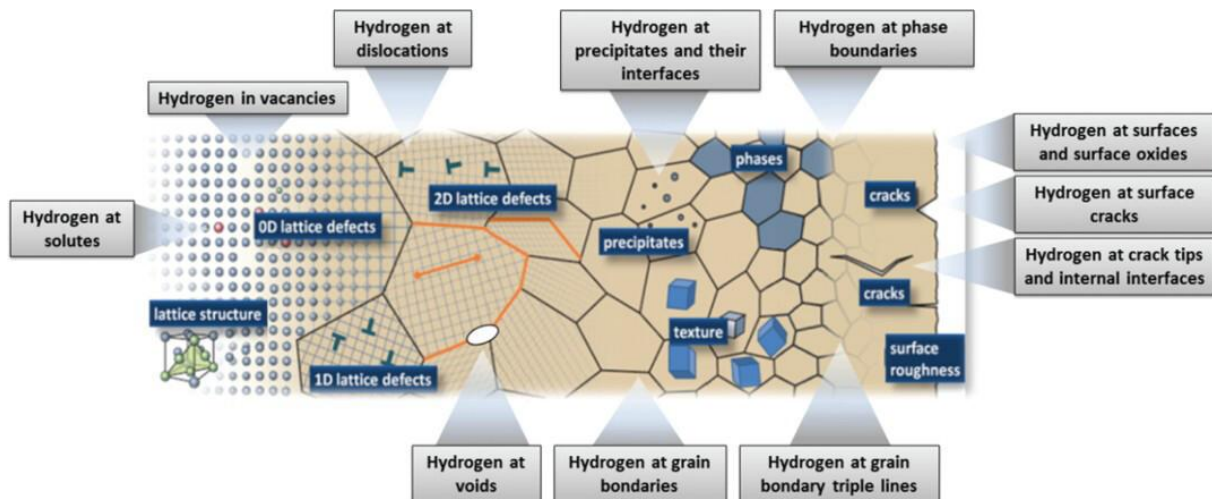 Hydrogen at
dislocations
Hydrogen at
precipitates and their
interfaces
Hydrogen at phase
boundaries
Hydrogen in vacancies
Hydrogen at surfaces
and surface oxides
phases
cracks
2D lattice defects
Hydrogen at surface
cracks
Hydrogen at
solutes
0D lattice defects
precipitates
Hydrogen at crack tips
and internal interfaces
cracks
lattice structure
texture
surface
roughness
1D lattice defects
Hydrogen at
voids
Hydrogen at grain
bondaries
Hydrogen at grain
bondary triple lines